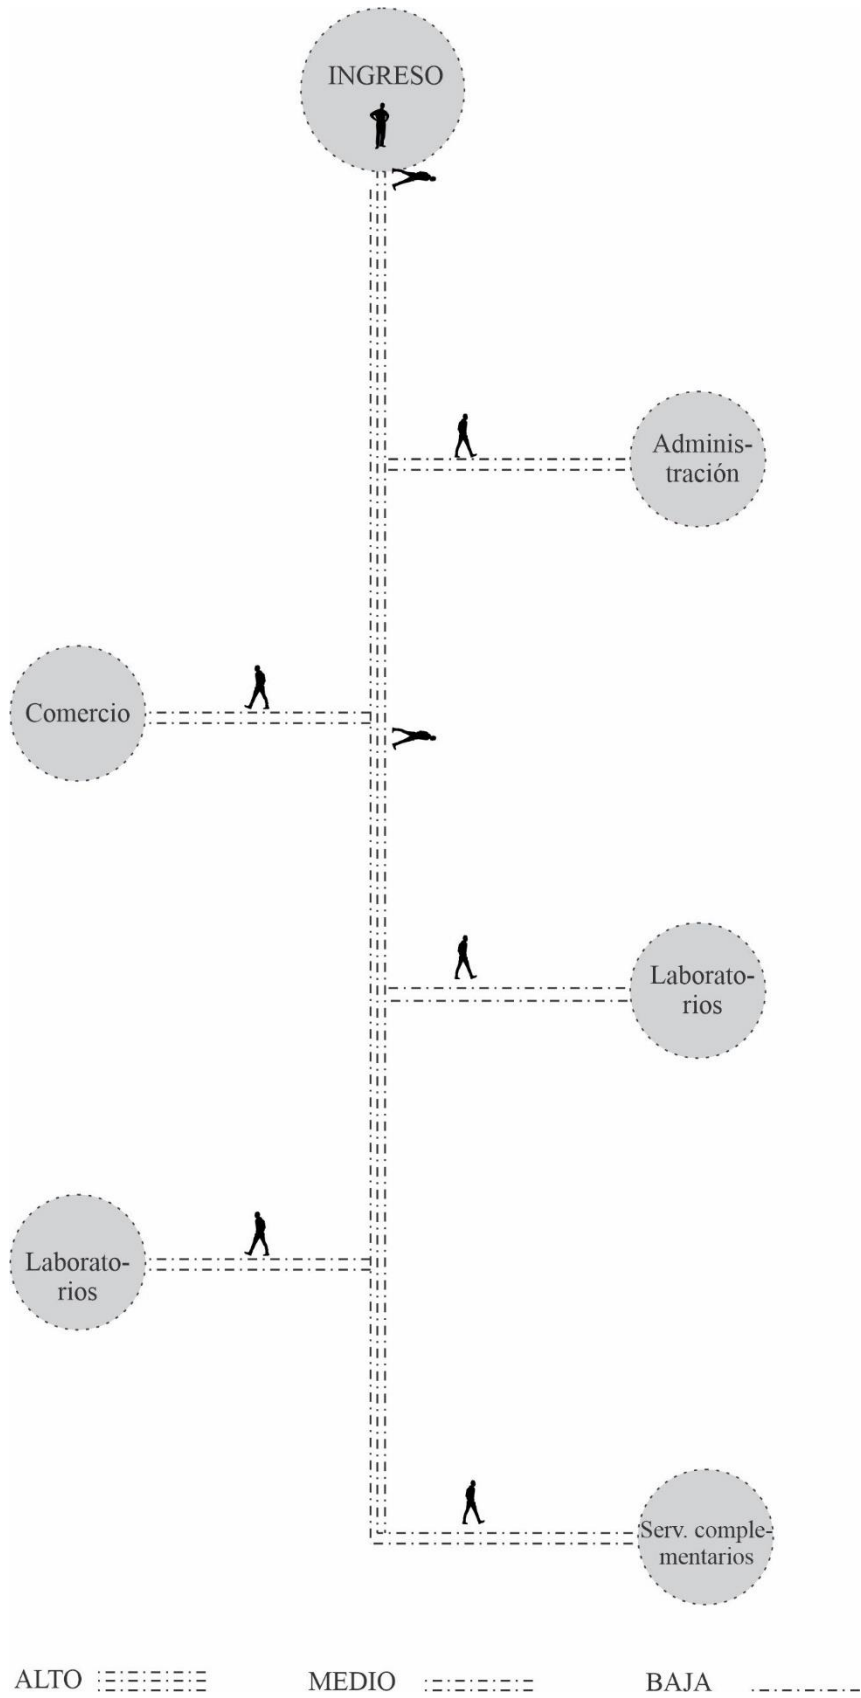 INGRESO
Adminis-
tración
Comercio
Laborato-
rios
Laborato-
rios
Serv. comple-
mentarios
ALTO
MEDIO
BAJA